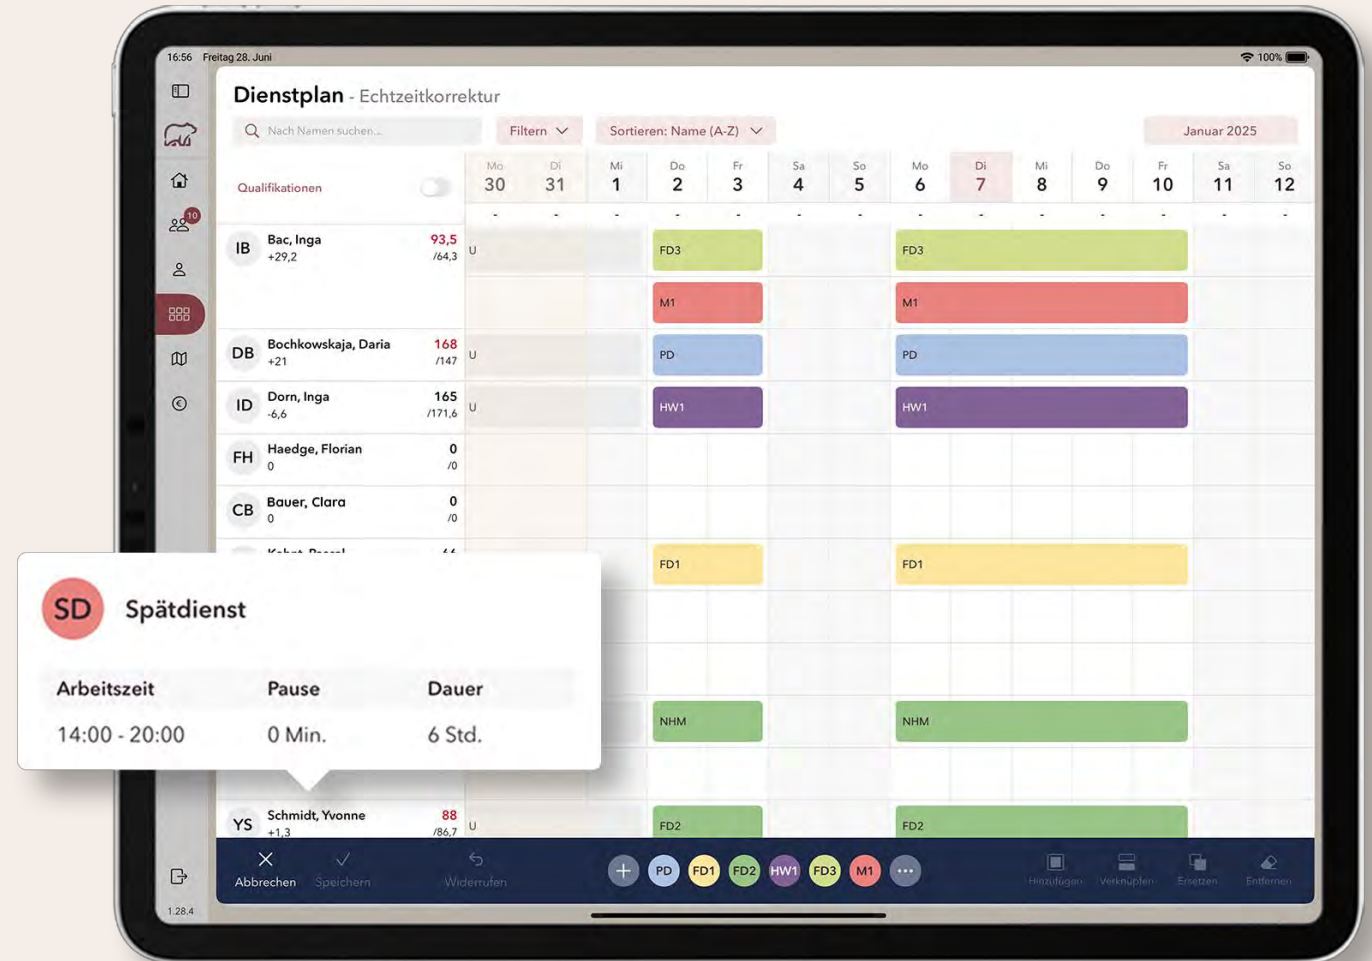 16:56 Freitag 28. Juni
100%
Dienstplan - Echtzeitkorrektur
Nach Namen suchen...
Filtern
Sortieren: Name (A-Z)
Januar 2025
Qualifikationen
Mo Di Mi Do Fr Sa So Mo Di Mi Do Fr Sa So
30 31 1 2 3 4 5 6 7 8 9 10 11 12
- - - - - - - - - - - - - -
10
IB Bac, Inga 93,5 U FD3 FD3
+29,2 /64,3
M1 M1
DB Bochkowskaja, Daria 168 U PD PD
+21 /147
ID Dorn, Inga 165 U HW1 HW1
-6,6 /171,6
FH Haedge, Florian 0
0 /0
CB Bauer, Clara 0
0 /0
FD1 FD1
SD Spätdienst
Arbeitszeit Pause Dauer
14:00 - 20:00 0 Min. 6 Std.
NHM NHM
YS Schmidt, Yvonne 88 U FD2 FD2
+1,3 /86,7
Abbrechen Speichern Widerrufen
+ PD FD1 FD2 HW1 FD3 M1 ...
Hinzufügen Verknüpfen Ersetzen Entfernen
1.28.4